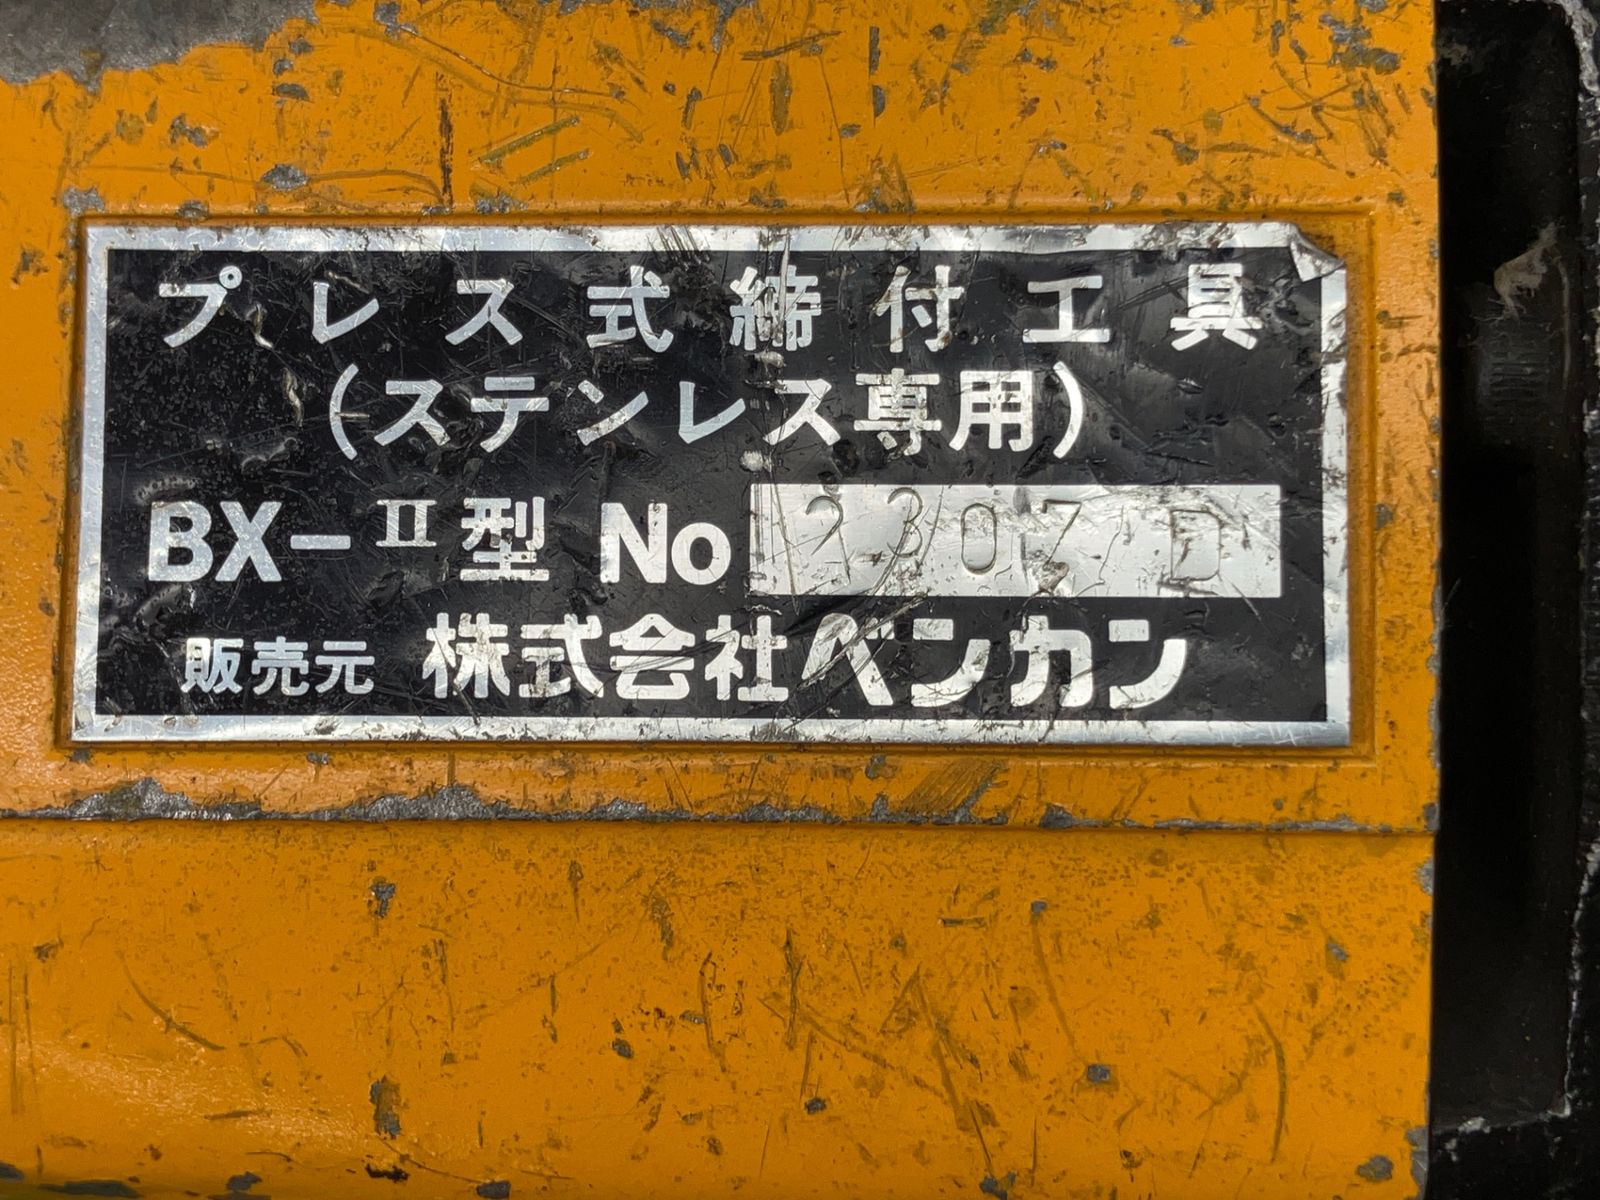 プレス式締付工具
(ステンレス専用)
BX-II型 No 2307 D
販売元 株式会社ベンカン